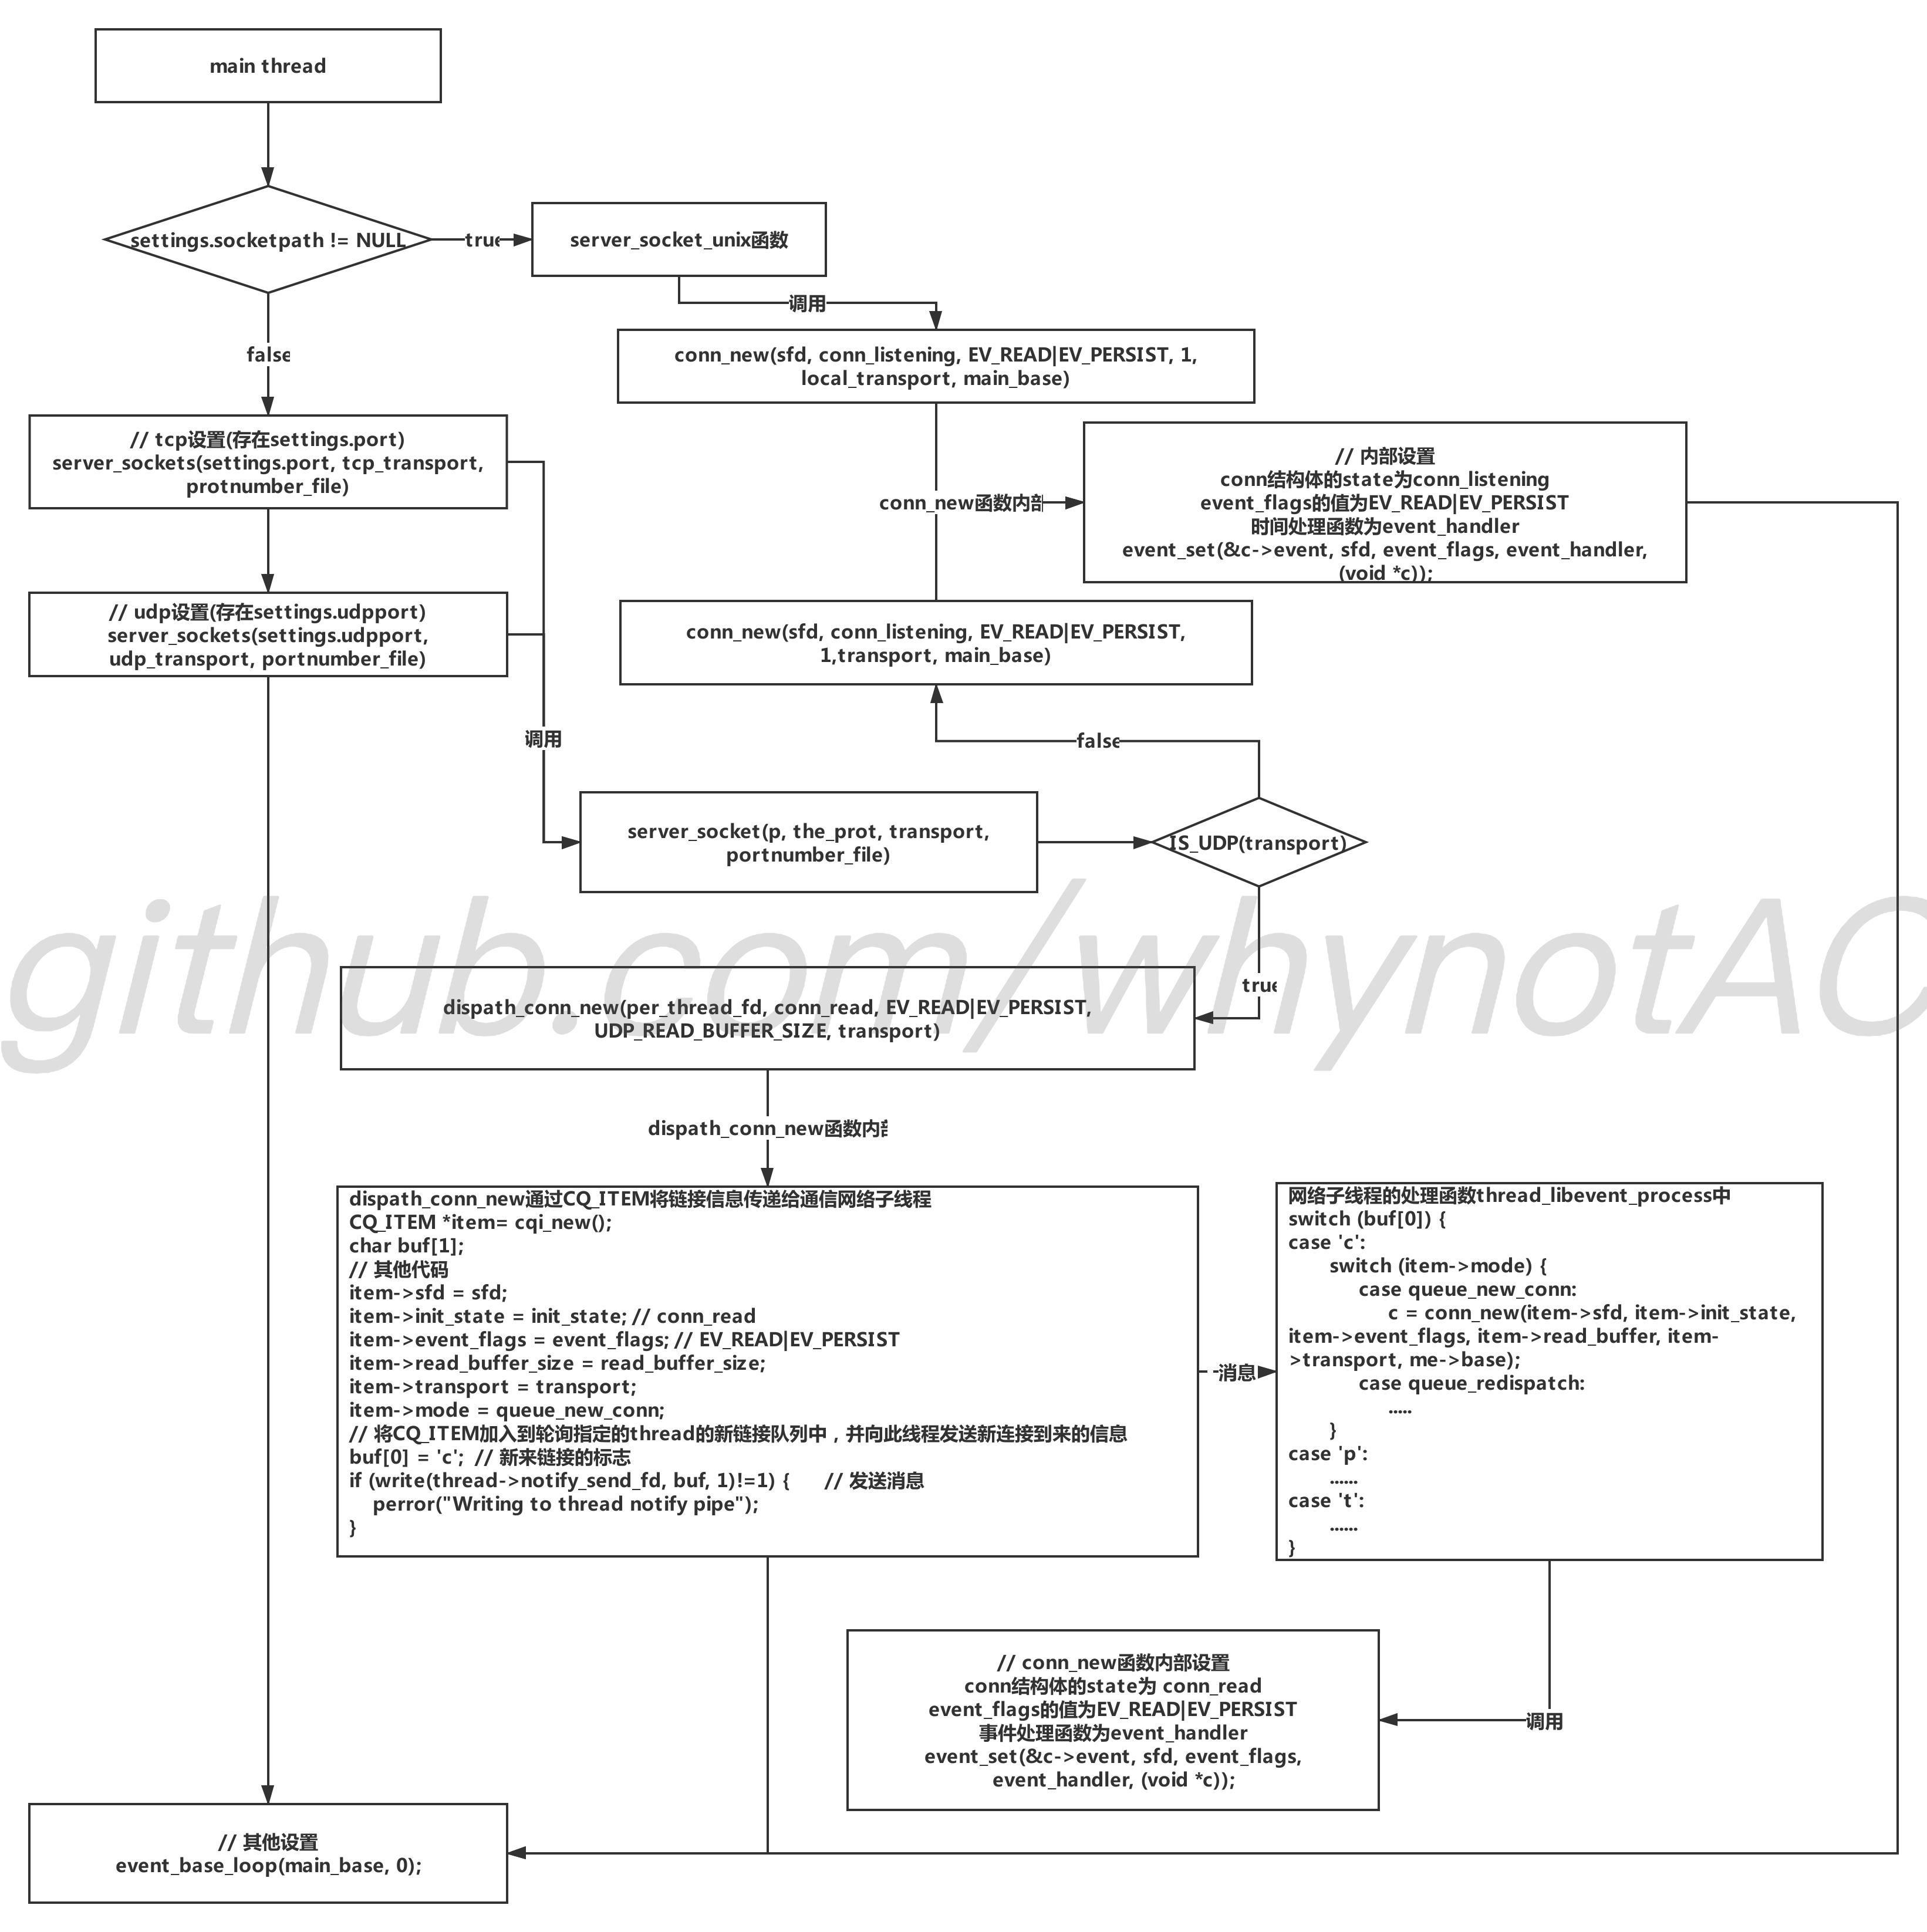 main thread
settings.socketpath != NULL
true
server_socket_unix函数
调用
conn_new(sfd, conn_listening, EV_READ|EV_PERSIST, 1,
local_transport, main_base)
false
// tcp设置(存在settings.port)
server_sockets(settings.port, tcp_transport,
protnumber_file)
// udp设置(存在settings.udpport)
server_sockets(settings.udpport,
udp_transport, portnumber_file)
conn_new函数内部
// 内部设置
conn结构体的state为conn_listening
event_flags的值为EV_READ|EV_PERSIST
时间处理函数为event_handler
event_set(&c->event, sfd, event_flags, event_handler,
(void *c));
conn_new(sfd, conn_listening, EV_READ|EV_PERSIST,
1,transport, main_base)
调用
false
server_socket(p, the_prot, transport,
portnumber_file)
IS_UDP(transport)
true
github.com/whynotAC
dispath_conn_new(per_thread_fd, conn_read, EV_READ|EV_PERSIST,
UDP_READ_BUFFER_SIZE, transport)
dispath_conn_new函数内部
dispath_conn_new通过CQ_ITEM将链接信息传递给通信网络子线程
CQ_ITEM *item= cqi_new();
char buf[1];
// 其他代码
item->sfd = sfd;
item->init_state = init_state; // conn_read
item->event_flags = event_flags; // EV_READ|EV_PERSIST
item->read_buffer_size = read_buffer_size;
item->transport = transport;
item->mode = queue_new_conn;
// 将CQ_ITEM加入到轮询指定的thread的新链接队列中，并向此线程发送新连接到来的信息
buf[0] = 'c'; // 新来链接的标志
if (write(thread->notify_send_fd, buf, 1)!=1) { // 发送消息
perror("Writing to thread notify pipe");
}
消息
网络子线程的处理函数thread_libevent_process中
switch (buf[0]) {
case 'c':
switch (item->mode) {
case queue_new_conn:
c = conn_new(item->sfd, item->init_state,
item->event_flags, item->read_buffer, item-
>transport, me->base);
case queue_redispatch:
.....
}
case 'p':
......
case 't':
......
}
调用
// conn_new函数内部设置
conn结构体的state为 conn_read
event_flags的值为EV_READ|EV_PERSIST
事件处理函数为event_handler
event_set(&c->event, sfd, event_flags,
event_handler, (void *c));
// 其他设置
event_base_loop(main_base, 0);